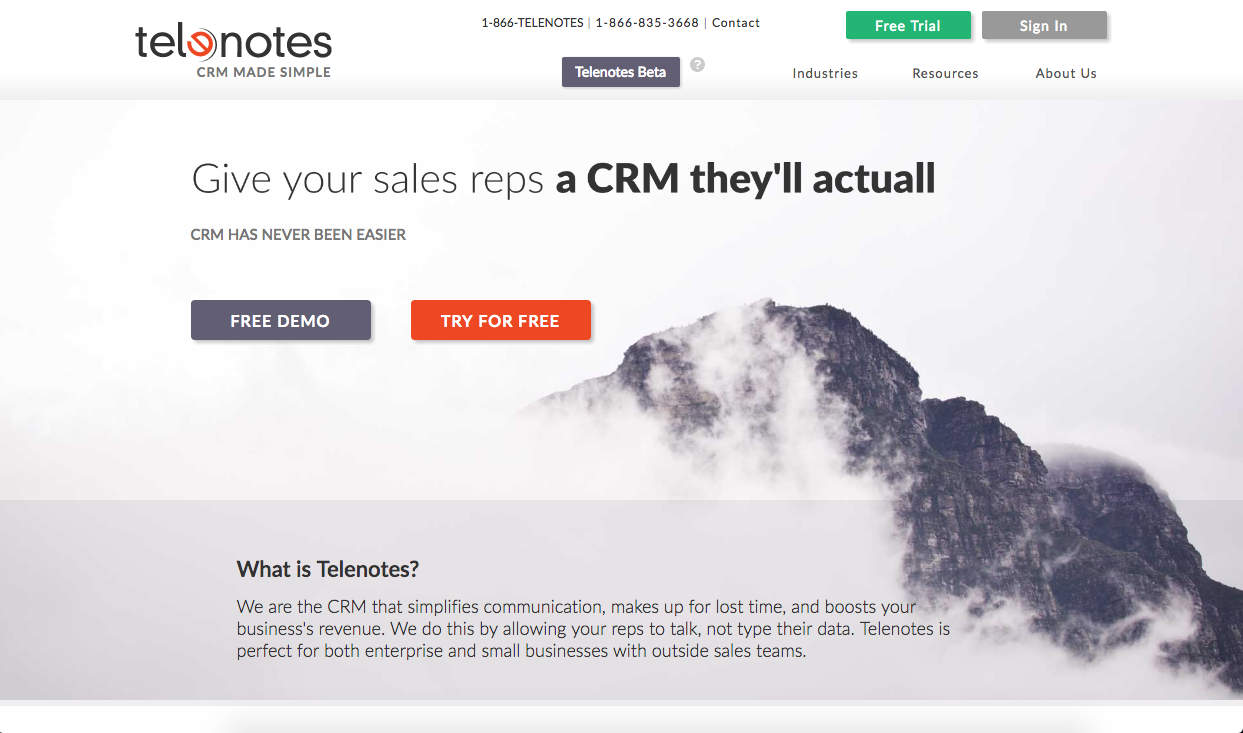 1-866-TELENOTES | 1-866-835-3668 | Contact
Free Trial
Sign In
telenotes
CRM MADE SIMPLE
Telenotes Beta
?
Industries
Resources
About Us
Give your sales reps a CRM they'll actuall
CRM HAS NEVER BEEN EASIER
FREE DEMO
TRY FOR FREE
What is Telenotes?
We are the CRM that simplifies communication, makes up for lost time, and boosts your
business's revenue. We do this by allowing your reps to talk, not type their data. Telenotes is
perfect for both enterprise and small businesses with outside sales teams.